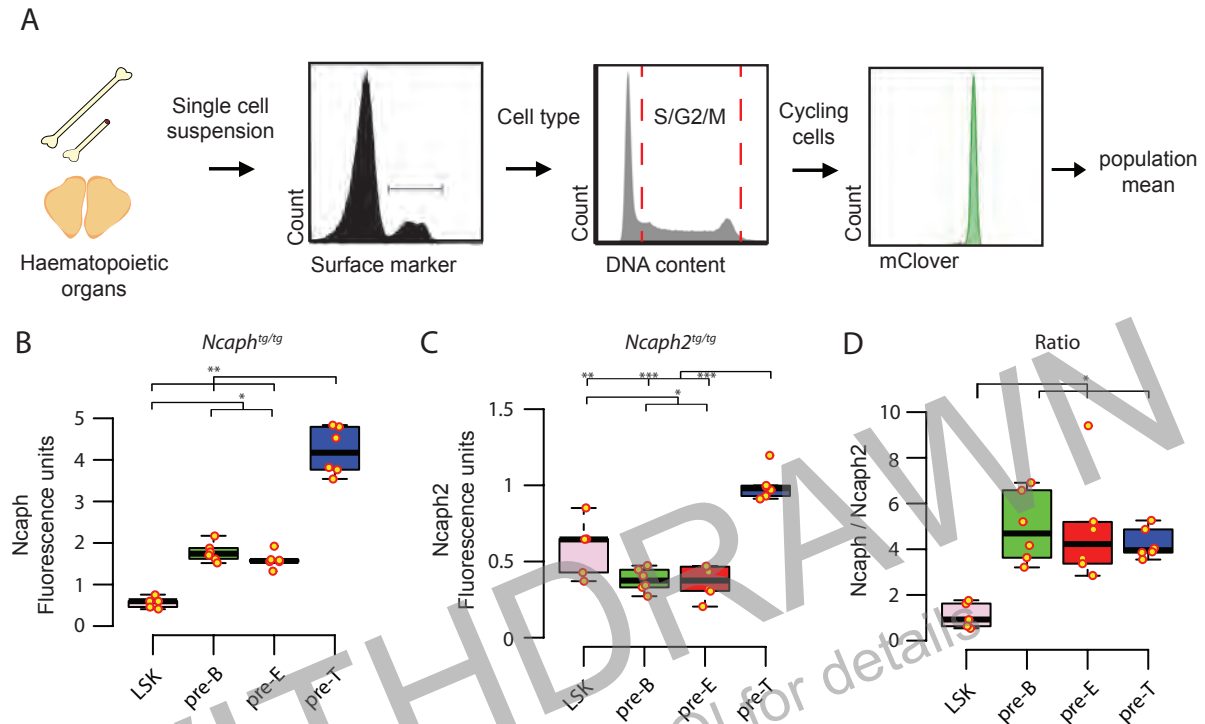 A
Single cell
suspension
Cell type
S/G2/M
Cycling
cells
population
mean
Count
Count
Count
Haematopoietic
organs
Surface marker
DNA content
mClover
B
Ncaph^tg/tg
**
*
Ncaph
Fluorescence units
5
4
3
2
1
0
LSK
pre-B
pre-E
pre-T
C
Ncaph2^tg/tg
**
***
***
*
Ncaph2
Fluorescence units
1.5
1
0.5
0
LSK
pre-B
pre-E
pre-T
D
Ratio
*
Ncaph / Ncaph2
10
8
6
4
2
0
LSK
pre-B
pre-E
pre-T
ITHDRAWN
for details